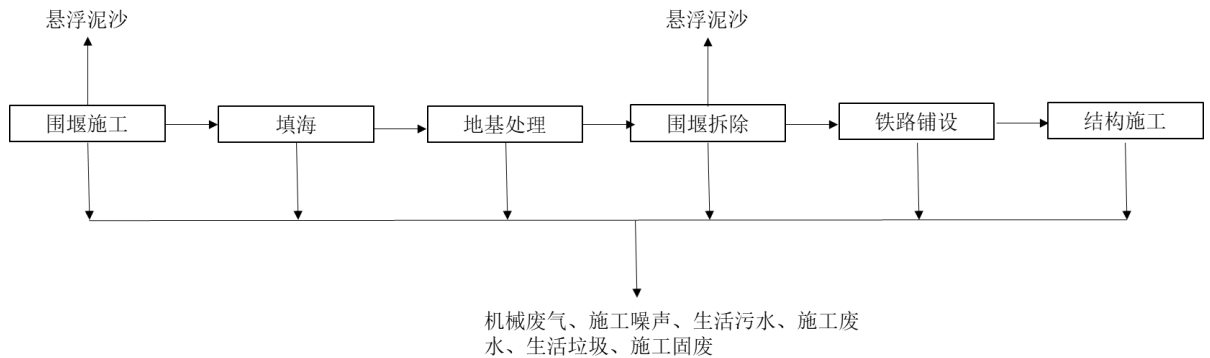 悬浮泥沙
悬浮泥沙
围堰施工
填海
地基处理
围堰拆除
铁路铺设
结构施工
机械废气、施工噪声、生活污水、施工废
水、生活垃圾、施工固废